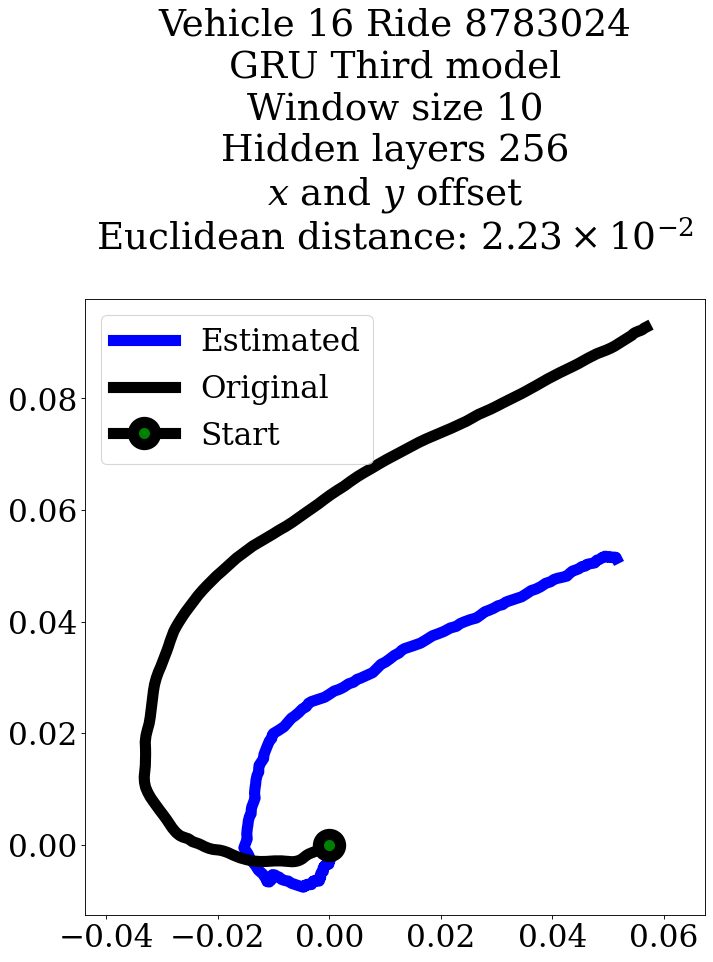 Vehicle 16 Ride 8783024
GRU Third model
Window size 10
Hidden layers 256
x and y offset
Euclidean distance: 2.23 × 10⁻²
Estimated
Original
Start
0.08
0.06
0.04
0.02
0.00
−0.04 −0.02 0.00 0.02 0.04 0.06